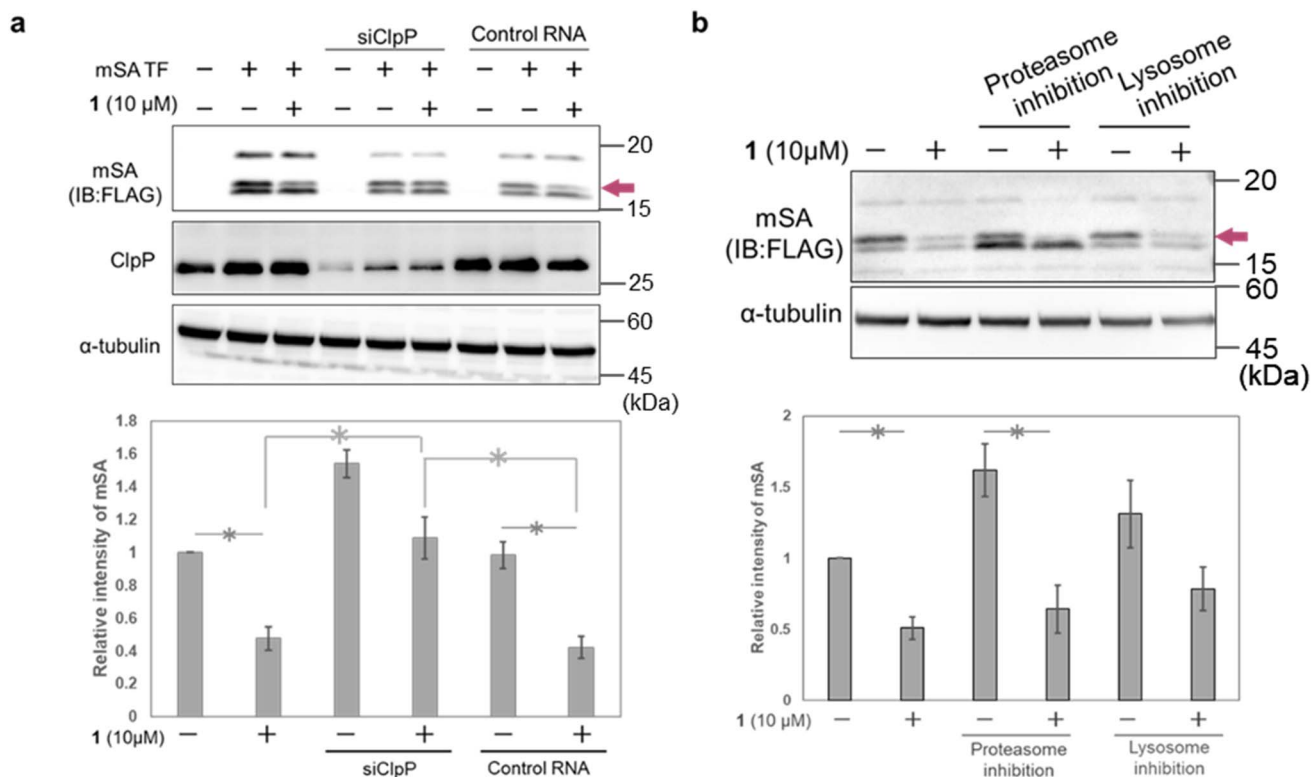 a
siClpP Control RNA
mSA TF − + + − + + − + +
1 (10 µM) − − + − − + − − +
mSA
(IB:FLAG)
20
15
ClpP
25
α-tubulin
60
45
(kDa)
Relative intensity of mSA
1.8
1.6
1.4
1.2
1
0.8
0.6
0.4
0.2
0
* * * *
1 (10µM) − + − + − +
siClpP Control RNA
b
Proteasome
inhibition
Lysosome
inhibition
1 (10µM) − + − + − +
mSA
(IB:FLAG)
20
15
α-tubulin
60
45
(kDa)
Relative intensity of mSA
2
1.5
1
0.5
0
* *
1 (10 µM) − + − + − +
Proteasome
inhibition
Lysosome
inhibition